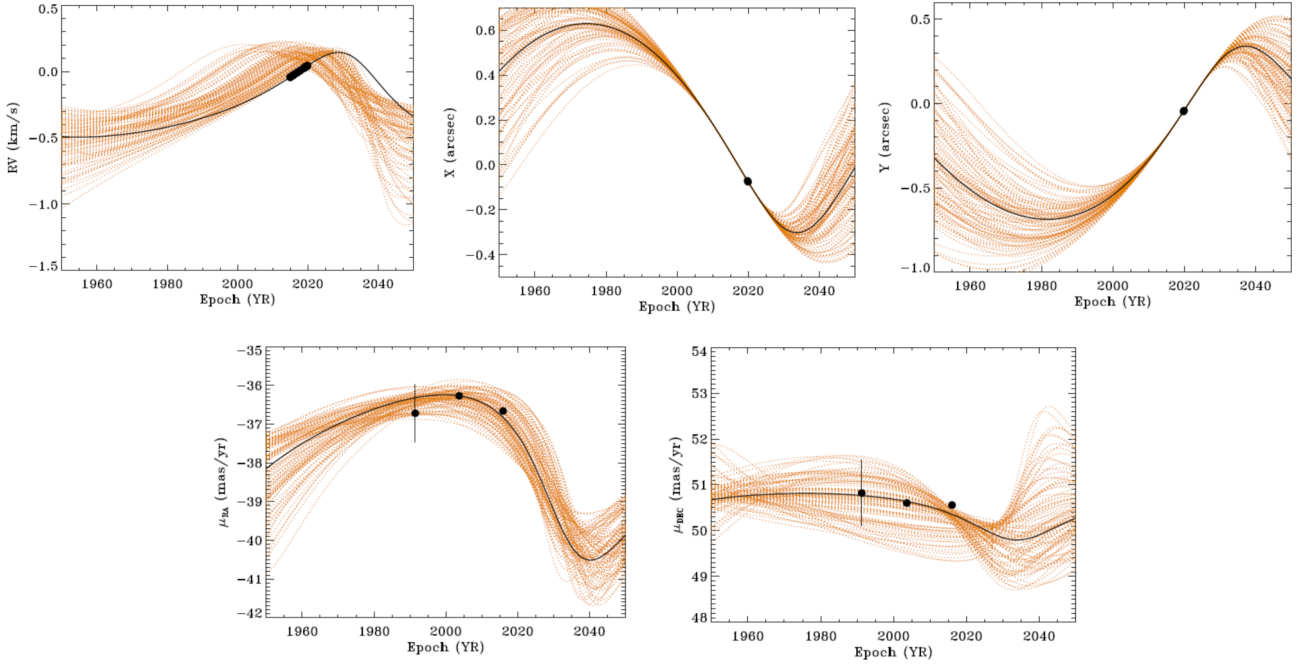 0.5
0.0
−0.5
−1.0
−1.5
RV (km/s)
1960 1980 2000 2020 2040
Epoch (YR)
0.6
0.4
0.2
0.0
−0.2
−0.4
X (arcsec)
1960 1980 2000 2020 2040
Epoch (YR)
0.5
0.0
−0.5
−1.0
Y (arcsec)
1960 1980 2000 2020 2040
Epoch (YR)
−35
−36
−37
−38
−39
−40
−41
−42
μRA (mas/yr)
1960 1980 2000 2020 2040
Epoch (YR)
54
53
52
51
50
49
48
μDEC (mas/yr)
1960 1980 2000 2020 2040
Epoch (YR)